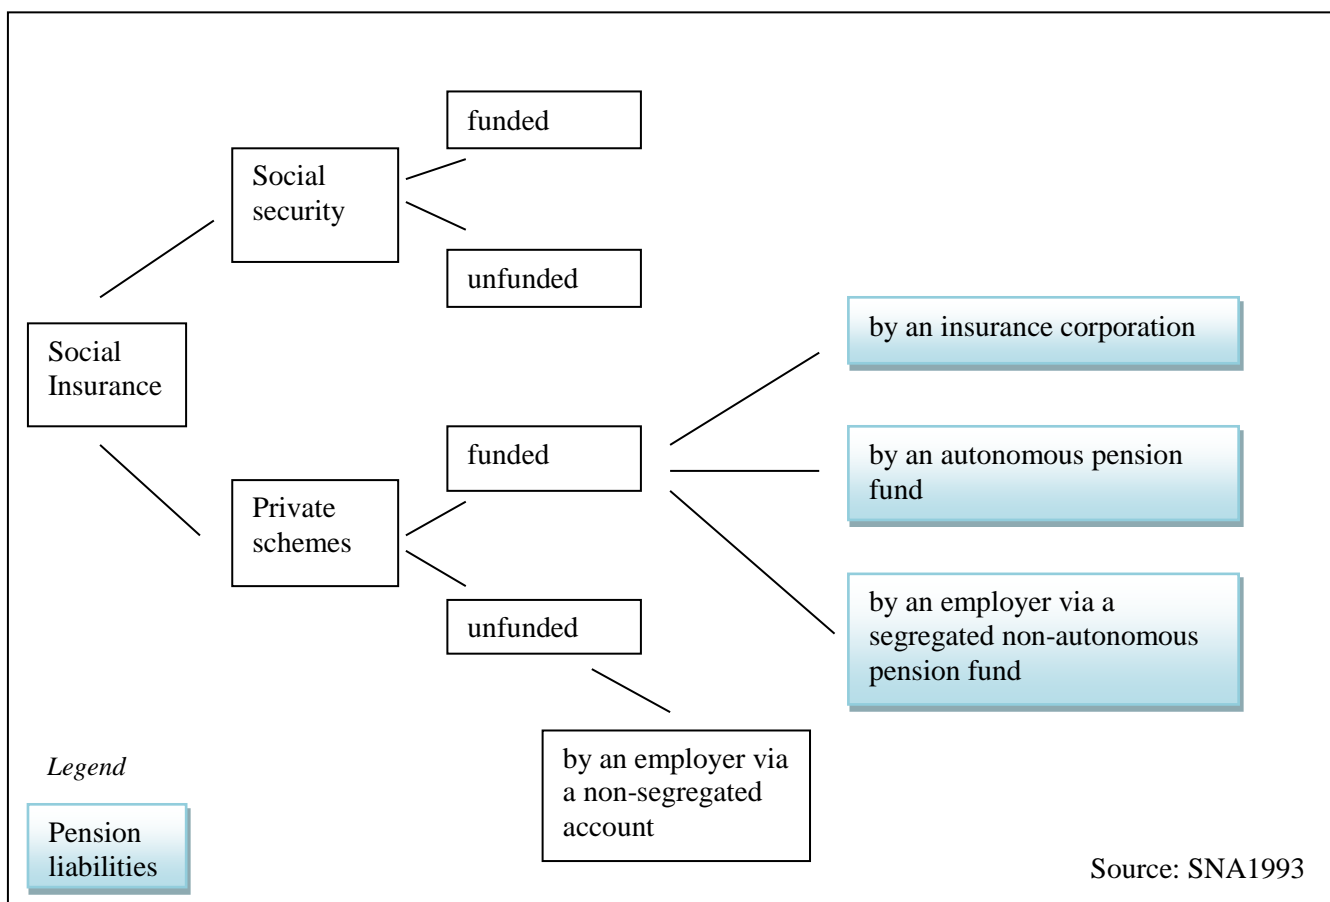 funded
Social
security
unfunded
Social
Insurance
by an insurance corporation
funded
by an autonomous pension
fund
Private
schemes
by an employer via a
segregated non-autonomous
pension fund
unfunded
by an employer via
a non-segregated
account
Legend
Pension
liabilities
Source: SNA1993